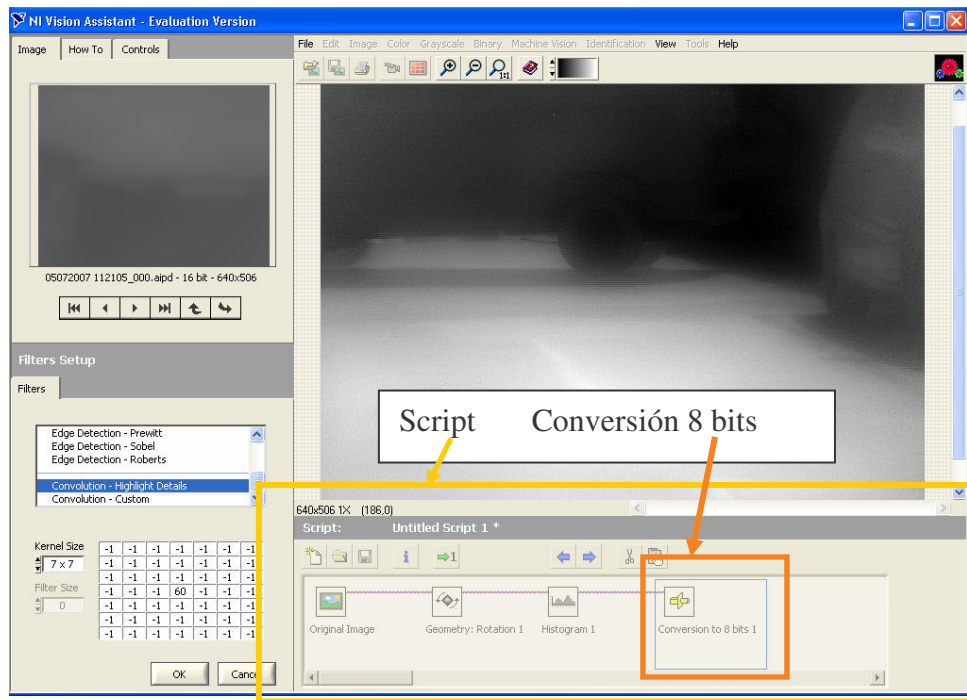 NI Vision Assistant - Evaluation Version
Image How To Controls
File Edit Image Color Grayscale Binary Machine Vision Identification View Tools Help
1:1
05072007 112105_000.aipd - 16 bit - 640x506
Filters Setup
Filters
Edge Detection - Prewitt
Edge Detection - Sobel
Edge Detection - Roberts
Convolution - Highlight Details
Convolution - Custom
Script Conversión 8 bits
640x506 1X (186,0)
Script: Untitled Script 1 *
1
Kernel Size
7 x 7
Filter Size
0
-1 -1 -1 -1 -1 -1 -1
-1 -1 -1 -1 -1 -1 -1
-1 -1 -1 -1 -1 -1 -1
-1 -1 -1 60 -1 -1 -1
-1 -1 -1 -1 -1 -1 -1
-1 -1 -1 -1 -1 -1 -1
-1 -1 -1 -1 -1 -1 -1
Original Image Geometry: Rotation 1 Histogram 1 Conversion to 8 bits 1
OK Cance